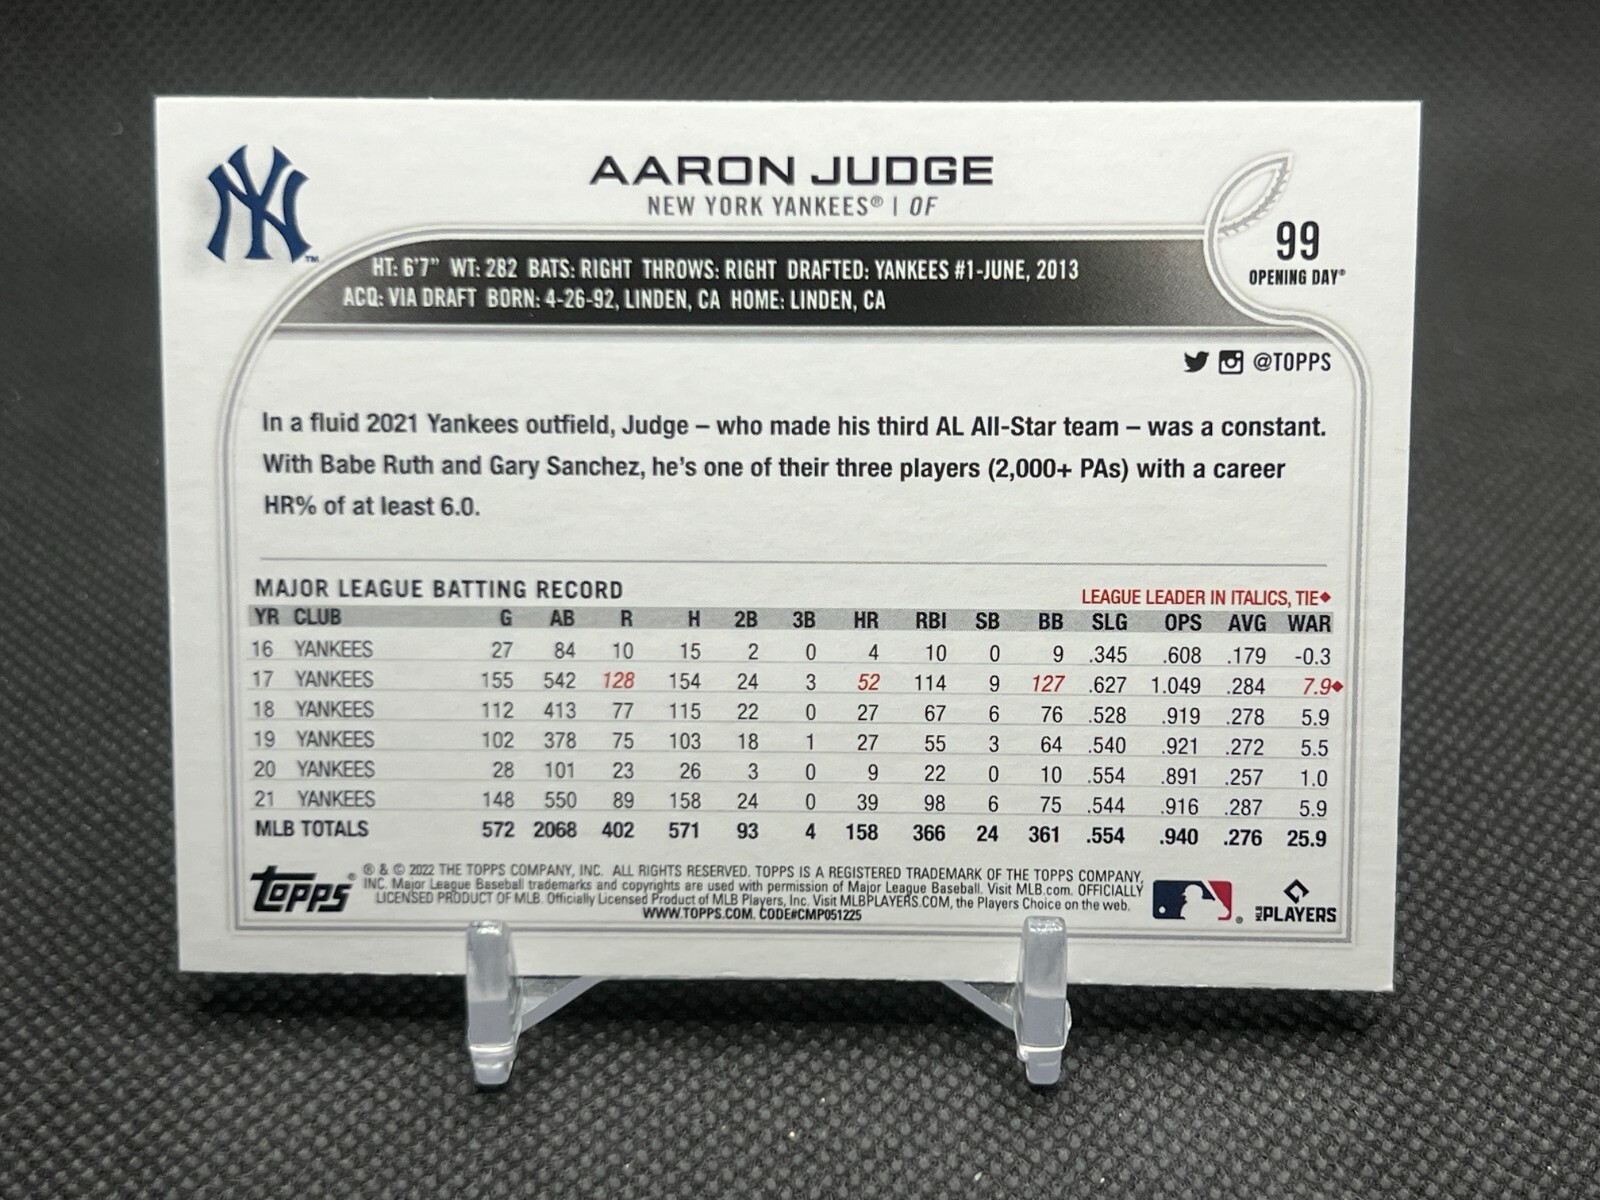 NY
TM
AARON JUDGE
NEW YORK YANKEES® | OF
99
OPENING DAY®
HT: 6'7" WT: 282 BATS: RIGHT THROWS: RIGHT DRAFTED: YANKEES #1-JUNE, 2013
ACQ: VIA DRAFT BORN: 4-26-92, LINDEN, CA HOME: LINDEN, CA
@TOPPS
In a fluid 2021 Yankees outfield, Judge – who made his third AL All-Star team – was a constant.
With Babe Ruth and Gary Sanchez, he's one of their three players (2,000+ PAs) with a career
HR% of at least 6.0.
MAJOR LEAGUE BATTING RECORD
LEAGUE LEADER IN ITALICS, TIE◆
YR CLUB G AB R H 2B 3B HR RBI SB BB SLG OPS AVG WAR
16 YANKEES 27 84 10 15 2 0 4 10 0 9 .345 .608 .179 -0.3
17 YANKEES 155 542 128 154 24 3 52 114 9 127 .627 1.049 .284 7.9◆
18 YANKEES 112 413 77 115 22 0 27 67 6 76 .528 .919 .278 5.9
19 YANKEES 102 378 75 103 18 1 27 55 3 64 .540 .921 .272 5.5
20 YANKEES 28 101 23 26 3 0 9 22 0 10 .554 .891 .257 1.0
21 YANKEES 148 550 89 158 24 0 39 98 6 75 .544 .916 .287 5.9
MLB TOTALS 572 2068 402 571 93 4 158 366 24 361 .554 .940 .276 25.9
topps®
® & © 2022 THE TOPPS COMPANY, INC. ALL RIGHTS RESERVED. TOPPS IS A REGISTERED TRADEMARK OF THE TOPPS COMPANY,
INC. Major League Baseball trademarks and copyrights are used with permission of Major League Baseball. Visit MLB.com. OFFICIALLY
LICENSED PRODUCT OF MLB. Officially Licensed Product of MLB Players, Inc. Visit MLBPLAYERS.COM, the Players Choice on the web.
WWW.TOPPS.COM. CODE#CMP051225
®
MLB PLAYERS